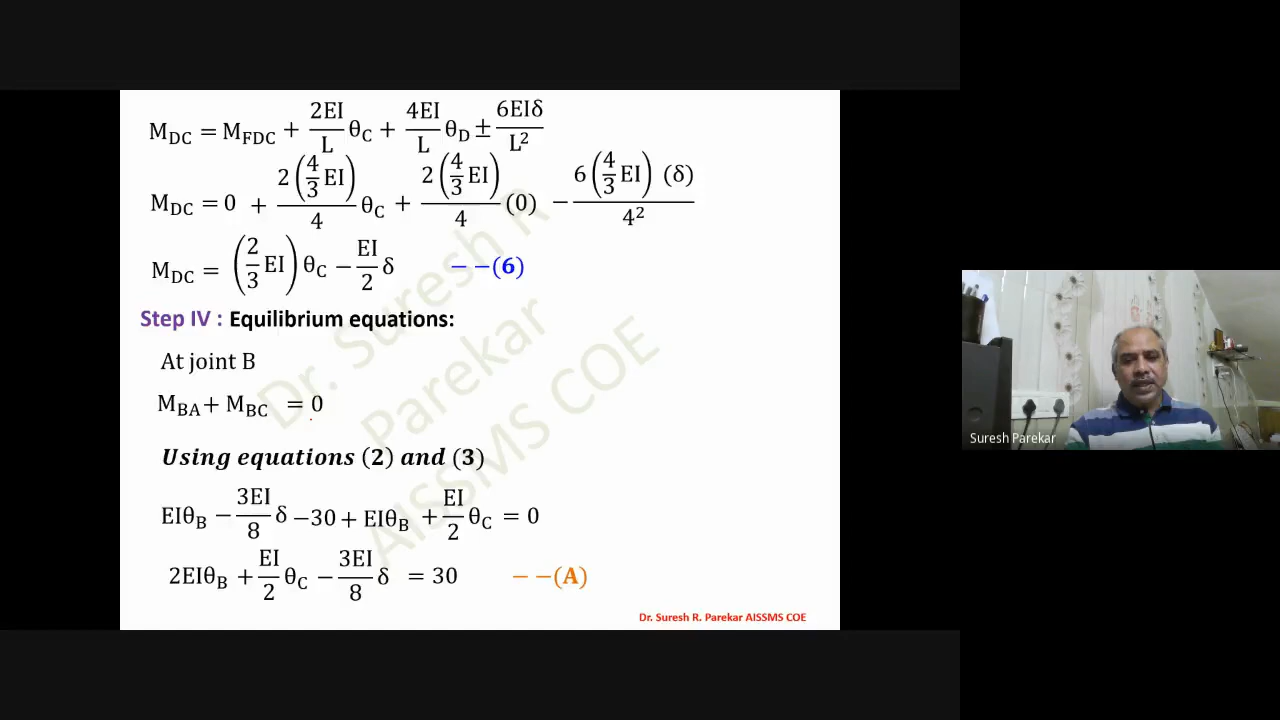 M_DC = M_FDC + 2EI/L θ_C + 4EI/L θ_D ± 6EIδ/L²
M_DC = 0 + 2(4/3 EI)/4 θ_C + 2(4/3 EI)/4 (0) − 6(4/3 EI) (δ)/4²
M_DC = (2/3 EI) θ_C − EI/2 δ −−(6)
Step IV : Equilibrium equations:
At joint B
M_BA + M_BC = 0
Using equations (2) and (3)
EIθ_B − 3EI/8 δ −30 + EIθ_B + EI/2 θ_C = 0
2EIθ_B + EI/2 θ_C − 3EI/8 δ = 30 −−(A)
Dr. Suresh R. Parekar AISSMS COE
Dr. Suresh R
Parekar
AISSMS COE
Suresh Parekar